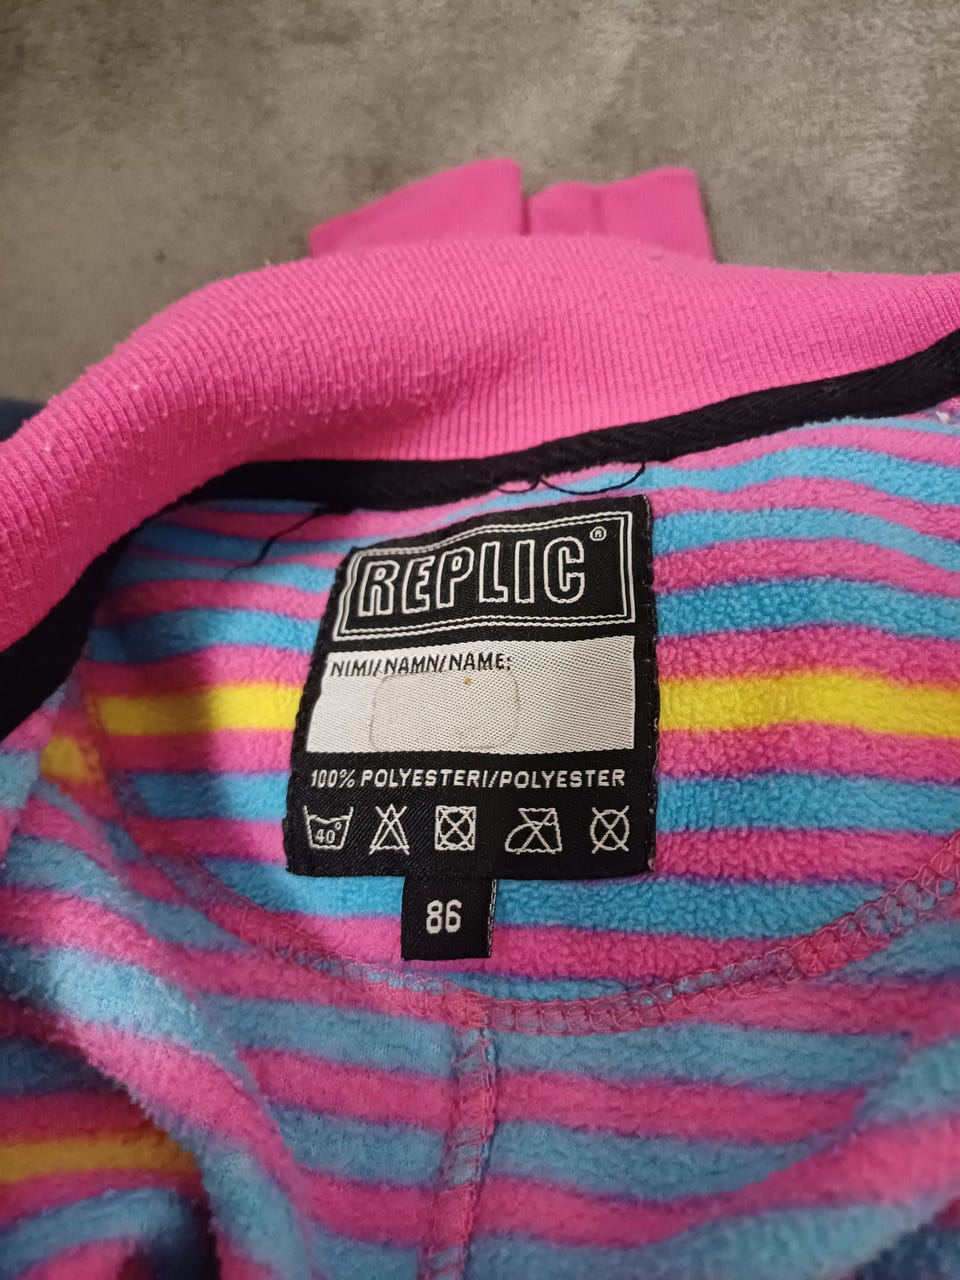 REPLIC®
NIMI/NAMN/NAME:
100% POLYESTERI/POLYESTER
40°
86